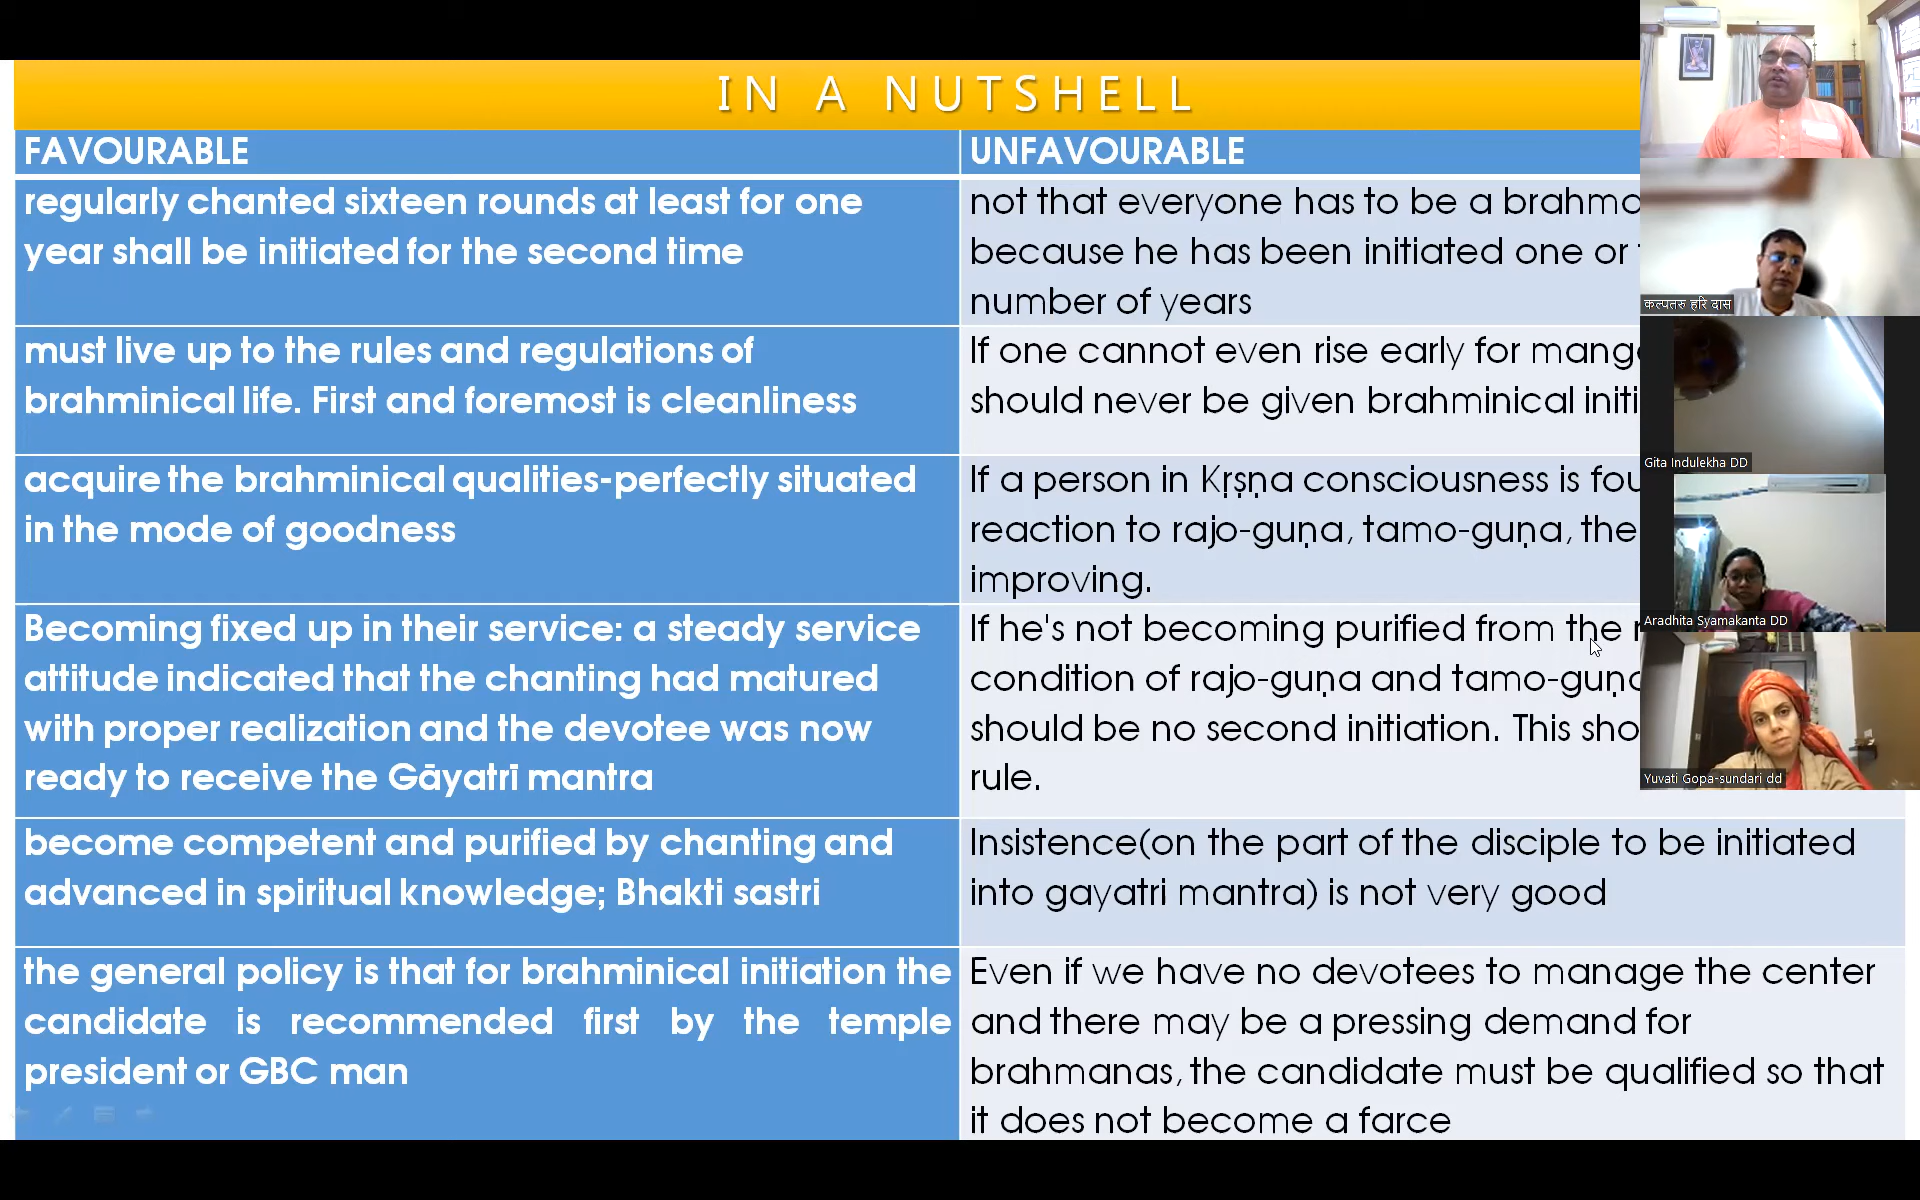 IN A NUTSHELL
FAVOURABLE
UNFAVOURABLE
regularly chanted sixteen rounds at least for one
year shall be initiated for the second time
not that everyone has to be a
because he has been initiated one or
number of years
must live up to the rules and regulations of
brahminical life. First and foremost is cleanliness
If one cannot even rise early for
should never be given brahminical
acquire the brahminical qualities-perfectly situated
in the mode of goodness
If a person in Kṛṣṇa consciousness is
reaction to rajo-guṇa, tamo-guṇa,
improving.
Becoming fixed up in their service: a steady service
attitude indicated that the chanting had matured
with proper realization and the devotee was now
ready to receive the Gāyatrī mantra
If he's not becoming purified from the
condition of rajo-guṇa and
should be no second initiation. This
rule.
become competent and purified by chanting and
advanced in spiritual knowledge; Bhakti sastri
Insistence(on the part of the disciple to be initiated
into gayatri mantra) is not very good
the general policy is that for brahminical initiation the
candidate is recommended first by the temple
president or GBC man
Even if we have no devotees to manage the center
and there may be a pressing demand for
brahmanas, the candidate must be qualified so that
it does not become a farce
कल्पतरु हरि दास
Gita Indulekha DD
Aradhita Syamakanta DD
Yuvati Gopa-sundari dd